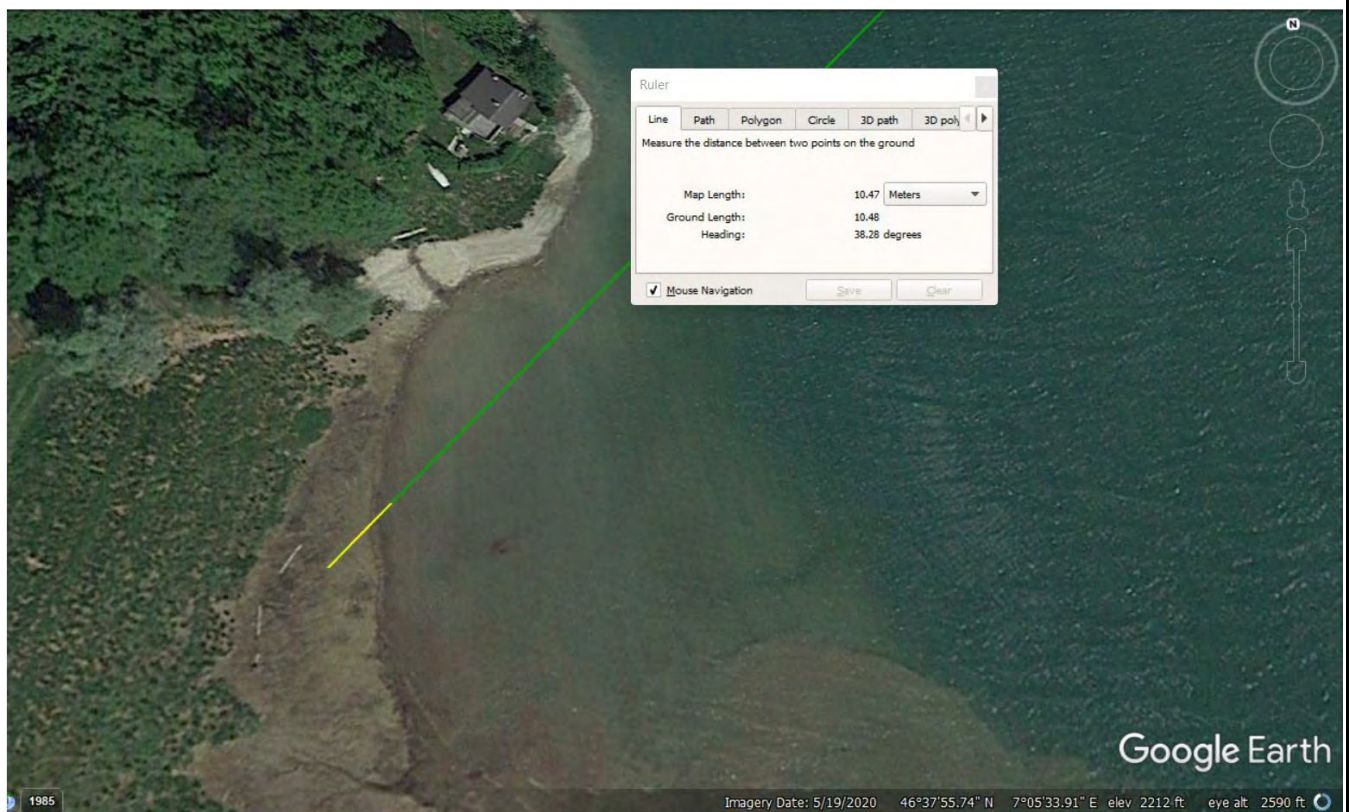 N
Ruler
Line Path Polygon Circle 3D path 3D poly
Measure the distance between two points on the ground
Map Length: 10.47 Meters
Ground Length: 10.48
Heading: 38.28 degrees
Mouse Navigation Save Clear
Google Earth
1985 Imagery Date: 5/19/2020 46°37'55.74" N 7°05'33.91" E elev 2212 ft eye alt 2590 ft